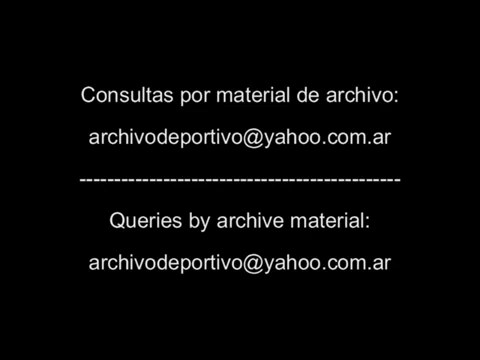 Consultas por material de archivo:
archivodeportivo@yahoo.com.ar
----------------------------------------------
Queries by archive material:
archivodeportivo@yahoo.com.ar